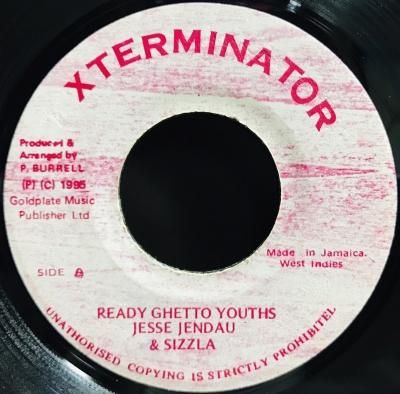 XTERMINATOR
Produced &
Arranged by
P. BURRELL
(P) (C) 1995
Goldplate Music
Publisher Ltd
Made in Jamaica.
West Indies
SIDE
READY GHETTO YOUTHS
JESSE JENDAU
& SIZZLA
UNAUTHORISED COPYING IS STRICTLY PROHIBITEL